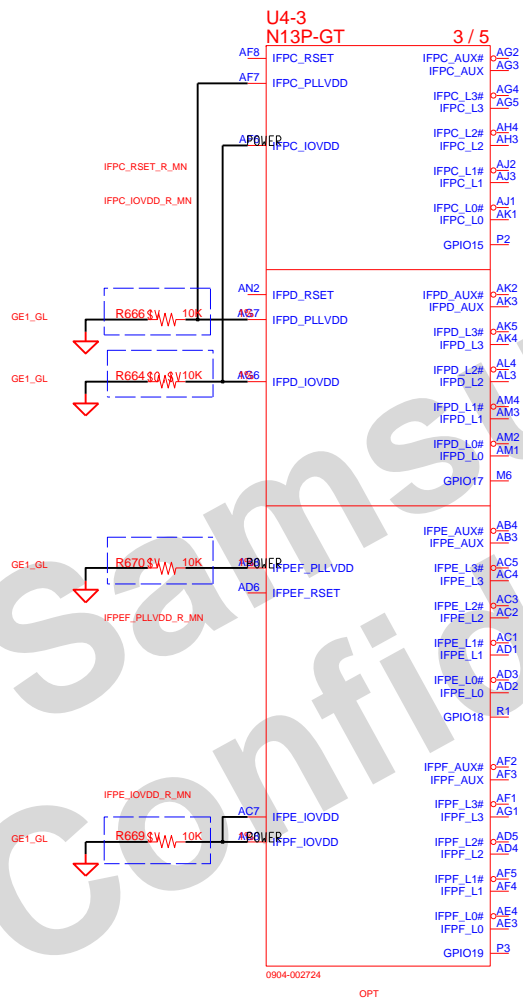 U4-3
N13P-GT 3 / 5
AF8 IFPC_RSET IFPC_AUX# AG2
IFPC_AUX AG3
AF7 IFPC_PLLVDD
IFPC_L3# AG4
IFPC_L3 AG5
IFPC_L2# AH4
POWER IFPC_IOVDD IFPC_L2 AH3
IFPC_RSET_R_MN IFPC_L1# AJ2
IFPC_L1 AJ3
IFPC_IOVDD_R_MN IFPC_L0# AJ1
IFPC_L0 AK1
GPIO15 P2
AN2 IFPD_RSET IFPD_AUX# AK2
IFPD_AUX AK3
GE1_GL R666 10K AG7 IFPD_PLLVDD
IFPD_L3# AK5
IFPD_L3 AK4
IFPD_L2# AL4
GE1_GL R664 10K AG6 IFPD_IOVDD IFPD_L2 AL3
IFPD_L1# AM4
IFPD_L1 AM3
IFPD_L0# AM2
IFPD_L0 AM1
GPIO17 M6
IFPE_AUX# AB4
IFPE_AUX AB3
GE1_GL R670 10K POWER IFPEF_PLLVDD IFPE_L3# AC5
IFPE_L3 AC4
AD6 IFPEF_RSET
IFPE_L2# AC3
IFPEF_PLLVDD_R_MN IFPE_L2 AC2
IFPE_L1# AC1
IFPE_L1 AD1
IFPE_L0# AD3
IFPE_L0 AD2
GPIO18 R1
IFPF_AUX# AF2
IFPF_AUX AF3
IFPE_IOVDD_R_MN
IFPF_L3# AF1
AC7 IFPE_IOVDD IFPF_L3 AG1
GE1_GL R669 10K POWER IFPF_IOVDD IFPF_L2# AD5
IFPF_L2 AD4
IFPF_L1# AF5
IFPF_L1 AF4
IFPF_L0# AE4
IFPF_L0 AE3
GPIO19 P3
0904-002724
OPT